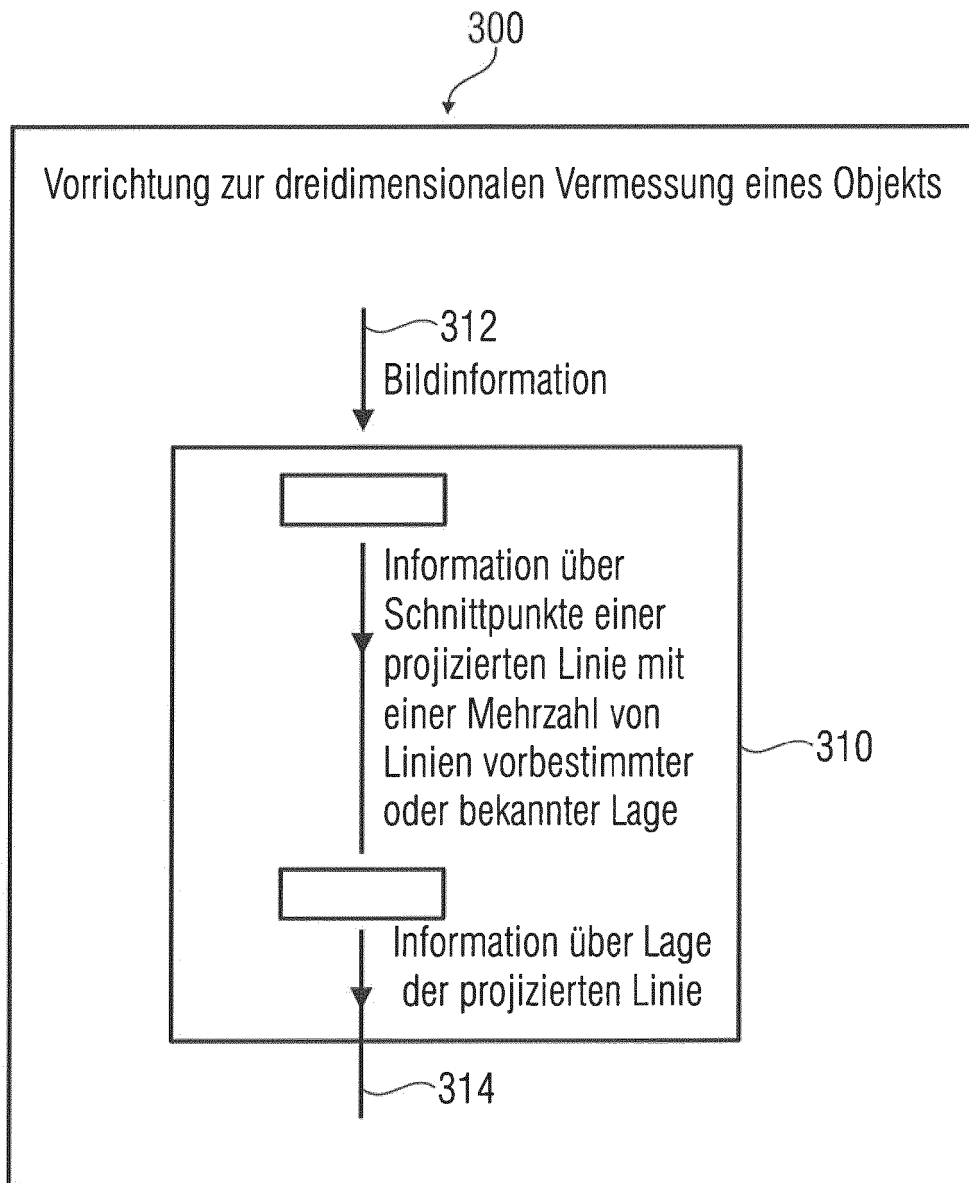 300
Vorrichtung zur dreidimensionalen Vermessung eines Objekts
312
Bildinformation
Information über
Schnittpunkte einer
projizierten Linie mit
einer Mehrzahl von
Linien vorbestimmter
oder bekannter Lage
310
Information über Lage
der projizierten Linie
314